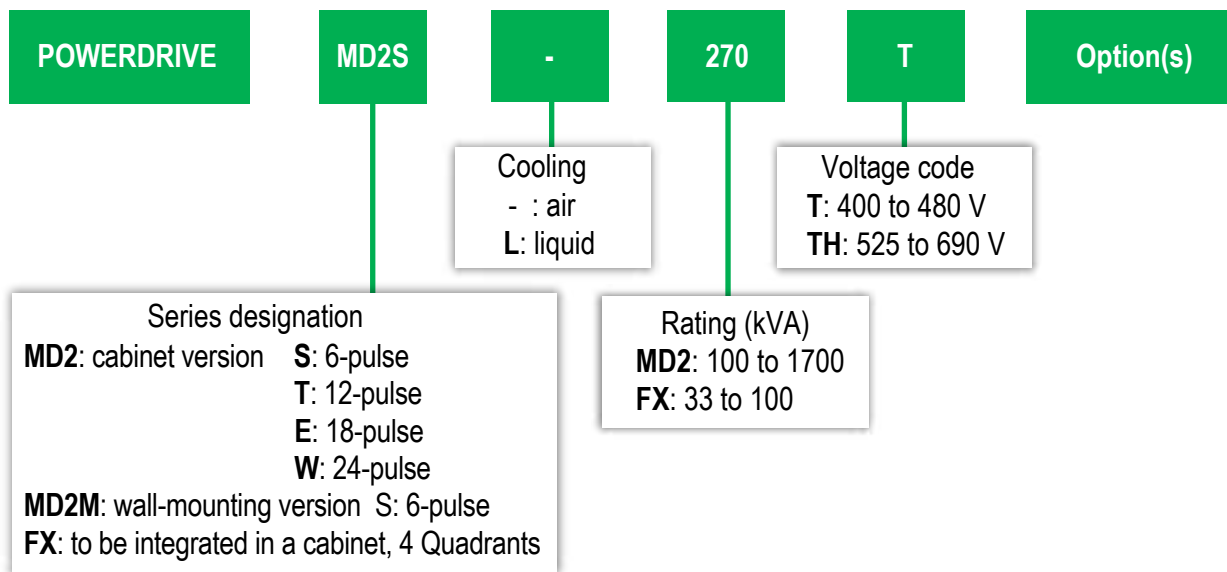 POWERDRIVE MD2S - 270 T Option(s)
Cooling
- : air
L: liquid
Voltage code
T: 400 to 480 V
TH: 525 to 690 V
Series designation
MD2: cabinet version S: 6-pulse
T: 12-pulse
E: 18-pulse
W: 24-pulse
MD2M: wall-mounting version S: 6-pulse
FX: to be integrated in a cabinet, 4 Quadrants
Rating (kVA)
MD2: 100 to 1700
FX: 33 to 100